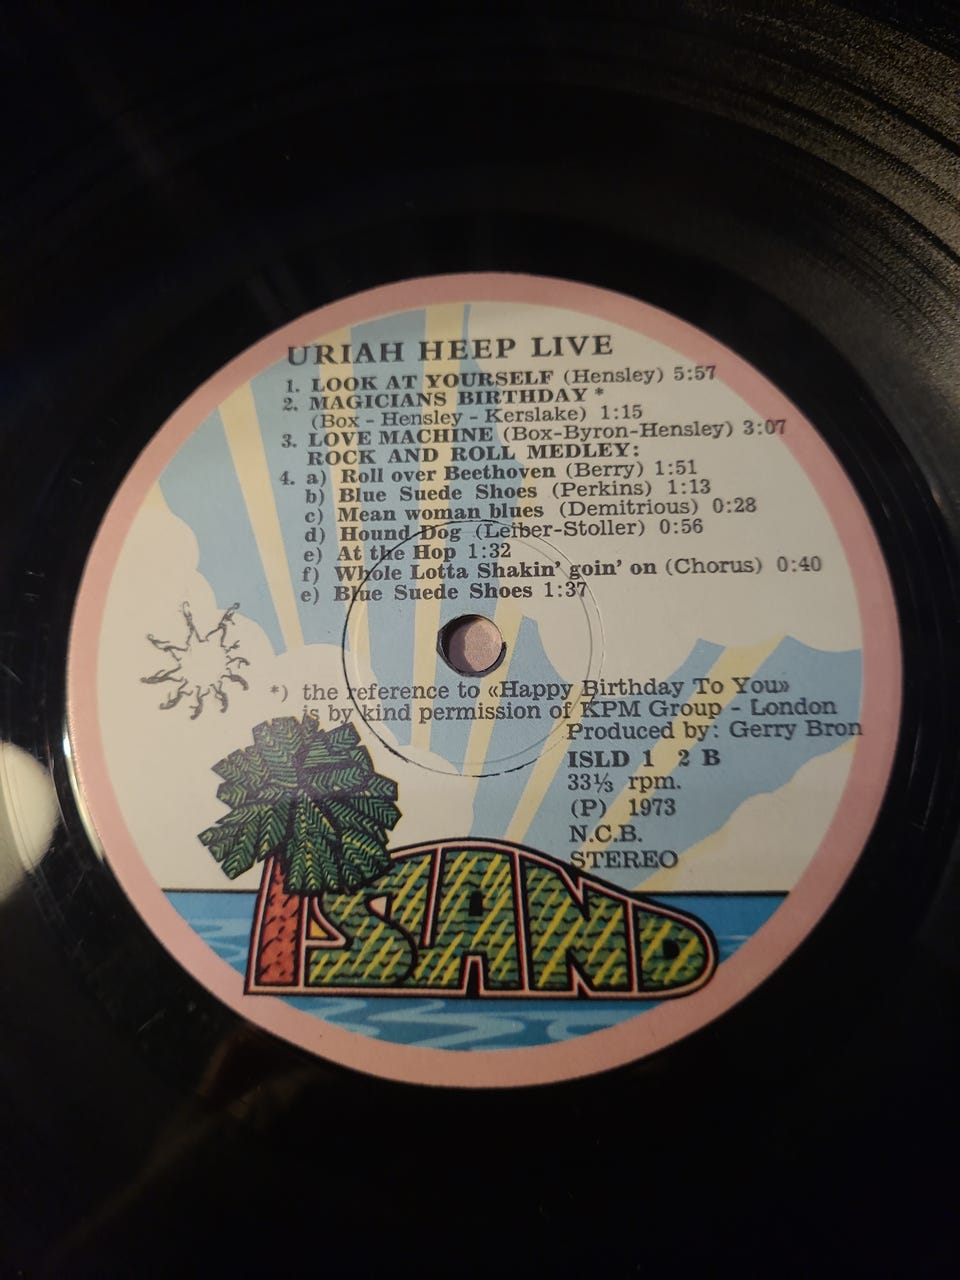 URIAH HEEP LIVE
1. LOOK AT YOURSELF (Hensley) 5:57
2. MAGICIANS BIRTHDAY *
(Box - Hensley - Kerslake) 1:15
3. LOVE MACHINE (Box-Byron-Hensley) 3:07
ROCK AND ROLL MEDLEY:
4. a) Roll over Beethoven (Berry) 1:51
b) Blue Suede Shoes (Perkins) 1:13
c) Mean woman blues (Demitrious) 0:28
d) Hound Dog (Leiber-Stoller) 0:56
e) At the Hop 1:32
f) Whole Lotta Shakin' goin' on (Chorus) 0:40
e) Blue Suede Shoes 1:37
*) the reference to «Happy Birthday To You»
is by kind permission of KPM Group - London
Produced by: Gerry Bron
ISLD 1 2 B
33⅓ rpm.
(P) 1973
N.C.B.
STEREO
ISLAND